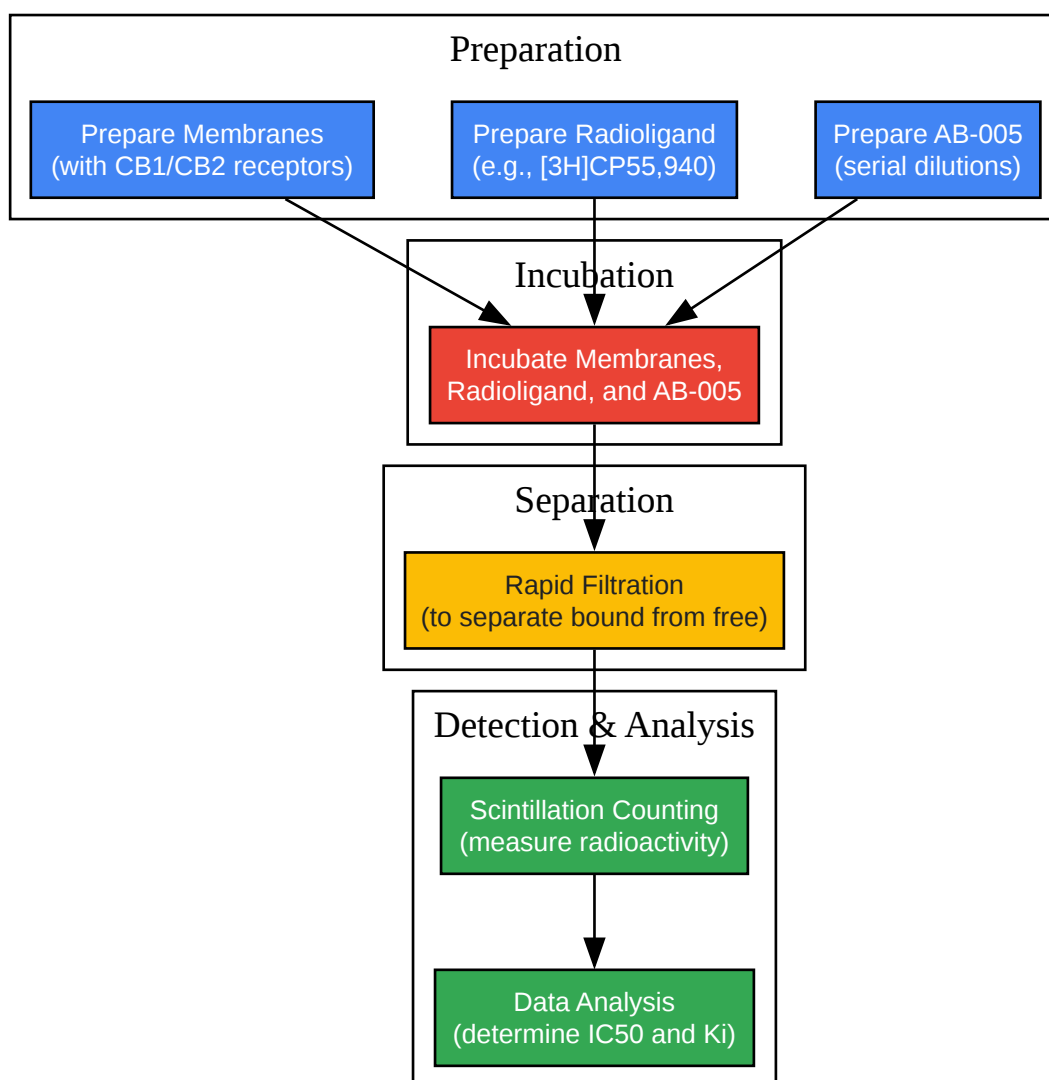 Preparation
Prepare Membranes
(with CB1/CB2 receptors)
Prepare Radioligand
(e.g., [3H]CP55,940)
Prepare AB-005
(serial dilutions)
Incubation
Incubate Membranes,
Radioligand, and AB-005
Separation
Rapid Filtration
(to separate bound from free)
Detection & Analysis
Scintillation Counting
(measure radioactivity)
Data Analysis
(determine IC50 and Ki)